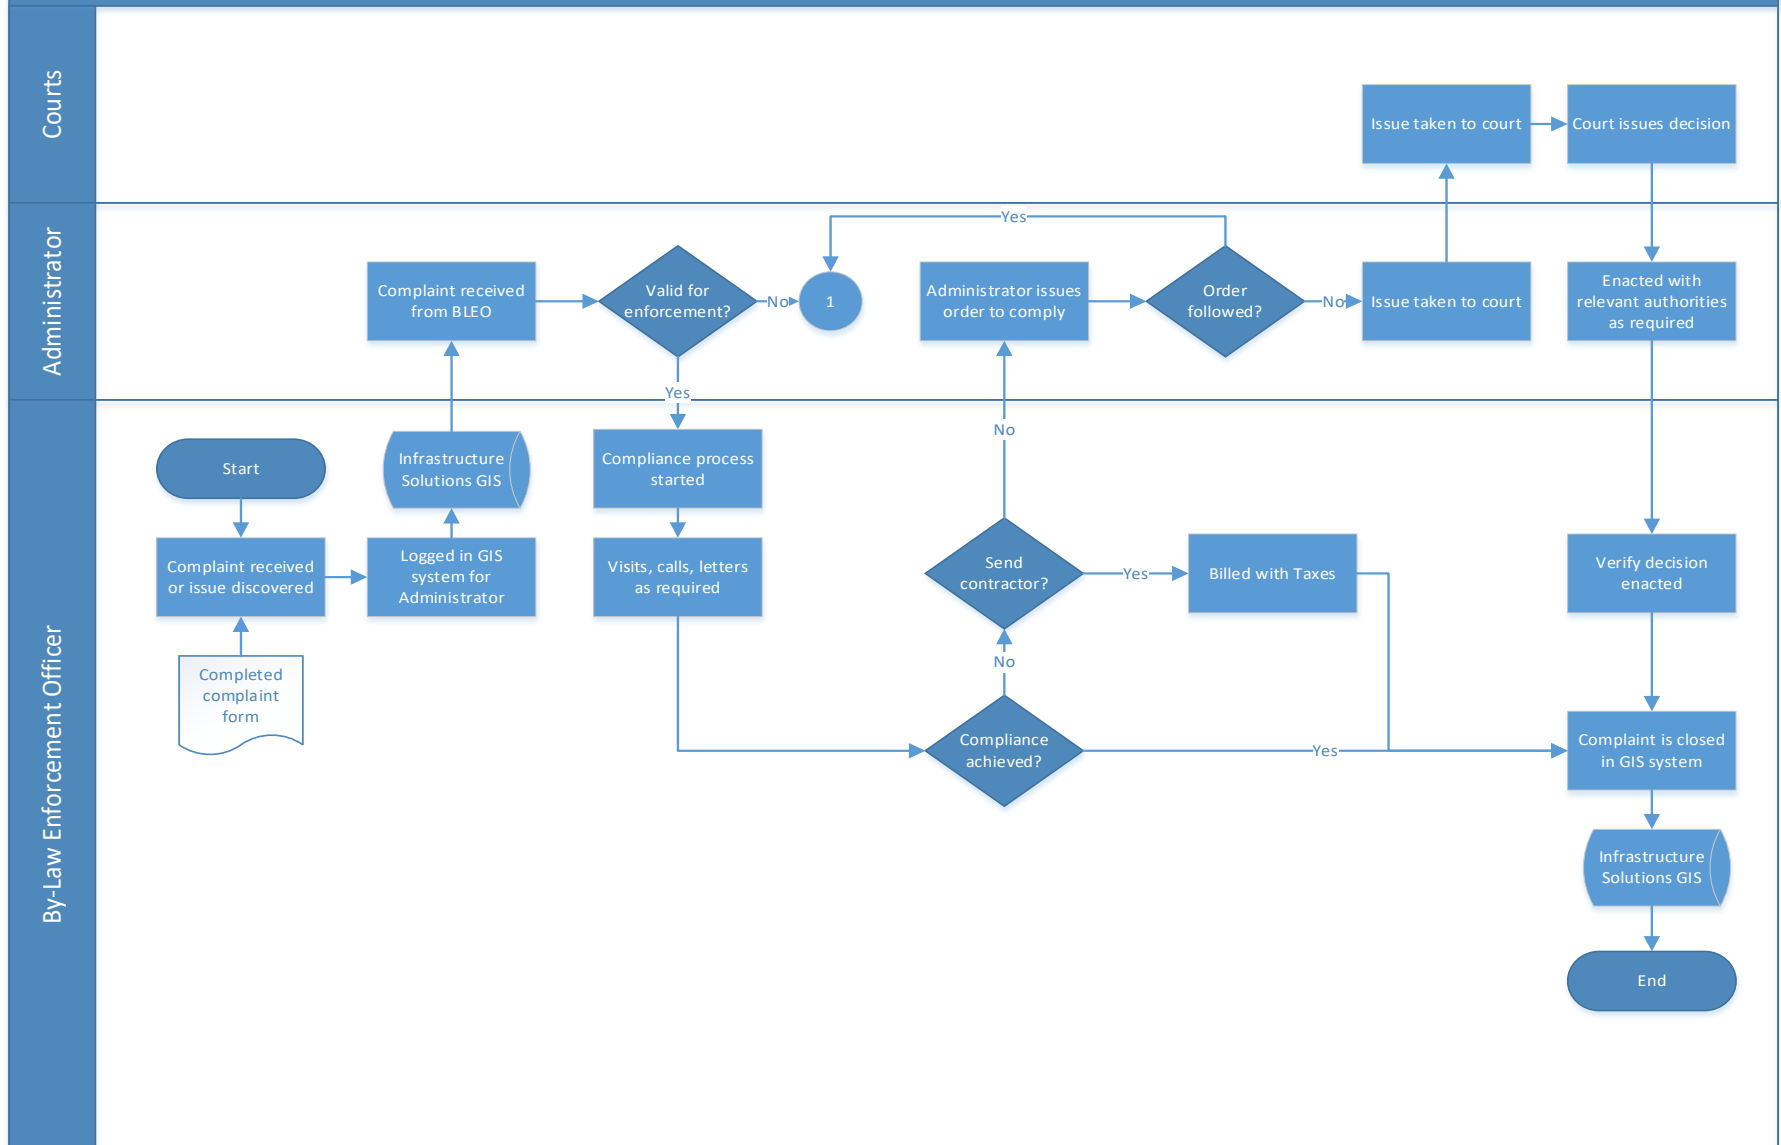 Courts
Issue taken to court
Court issues decision
Administrator
Yes
Complaint received
from BLEO
Valid for
enforcement?
No
1
Administrator issues
order to comply
Order
followed?
No
Issue taken to court
Enacted with
relevant authorities
as required
Yes
No
By-Law Enforcement Officer
Start
Infrastructure
Solutions GIS
Compliance process
started
Complaint received
or issue discovered
Logged in GIS
system for
Administrator
Visits, calls, letters
as required
Send
contractor?
Yes
Billed with Taxes
Verify decision
enacted
Completed
complaint
form
No
Compliance
achieved?
Yes
Complaint is closed
in GIS system
Infrastructure
Solutions GIS
End